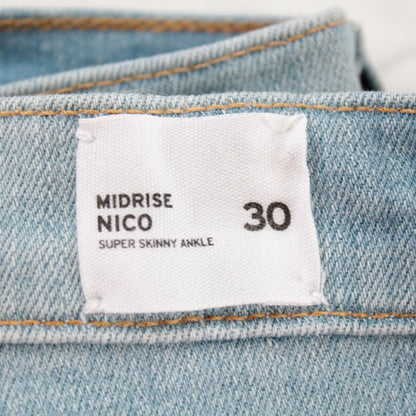 MIDRISE
NICO 30
SUPER SKINNY ANKLE